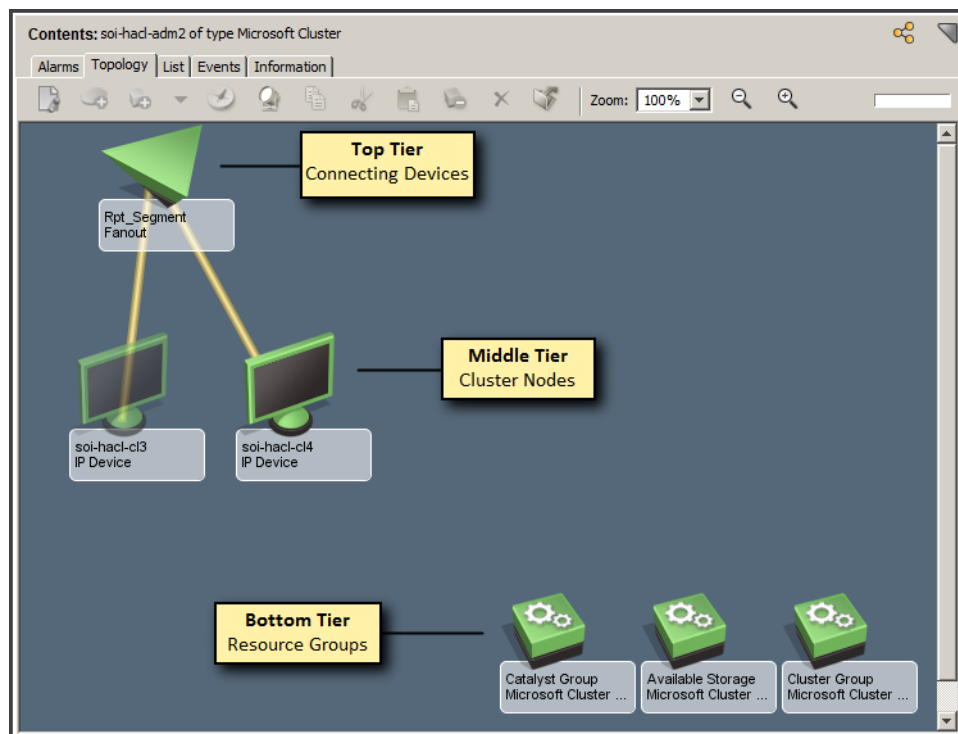 Contents: soi-hacl-adm2 of type Microsoft Cluster
Alarms Topology List Events Information
Zoom: 100%
Top Tier
Connecting Devices
Rpt_Segment
Fanout
Middle Tier
Cluster Nodes
soi-hacl-cl3
IP Device
soi-hacl-cl4
IP Device
Bottom Tier
Resource Groups
Catalyst Group
Microsoft Cluster ...
Available Storage
Microsoft Cluster ...
Cluster Group
Microsoft Cluster ...